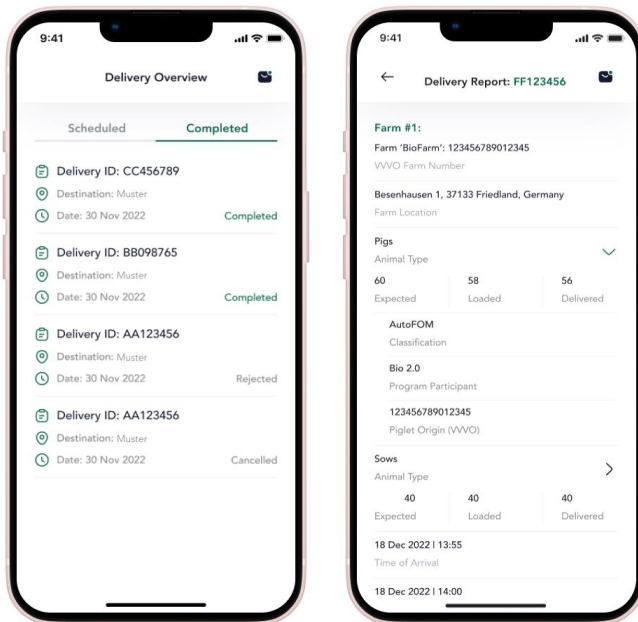 9:41
Delivery Overview
Scheduled Completed
Delivery ID: CC456789
Destination: Muster
Date: 30 Nov 2022 Completed
Delivery ID: BB098765
Destination: Muster
Date: 30 Nov 2022 Completed
Delivery ID: AA123456
Destination: Muster
Date: 30 Nov 2022 Rejected
Delivery ID: AA123456
Destination: Muster
Date: 30 Nov 2022 Cancelled
9:41
Delivery Report: FF123456
Farm #1:
Farm 'BioFarm': 123456789012345
VVVO Farm Number
Besenhausen 1, 37133 Friedland, Germany
Farm Location
Pigs
Animal Type
60 58 56
Expected Loaded Delivered
AutoFOM
Classification
Bio 2.0
Program Participant
123456789012345
Piglet Origin (VVVO)
Sows
Animal Type
40 40 40
Expected Loaded Delivered
18 Dec 2022 | 13:55
Time of Arrival
18 Dec 2022 | 14:00